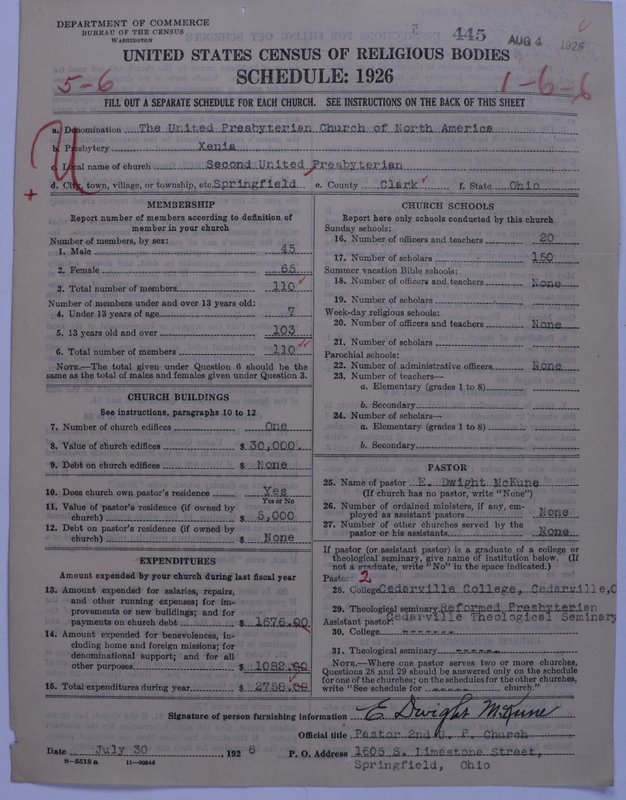 DEPARTMENT OF COMMERCE
BUREAU OF THE CENSUS
WASHINGTON
445
AUG 4 1926
UNITED STATES CENSUS OF RELIGIOUS BODIES
SCHEDULE: 1926
5-6
1-6-6
FILL OUT A SEPARATE SCHEDULE FOR EACH CHURCH. SEE INSTRUCTIONS ON THE BACK OF THIS SHEET
a. Denomination The United Presbyterian Church of North America
b. Presbytery Xenia
c. Local name of church Second United Presbyterian
d. City, town, village, or township, etc. Springfield e. County Clark f. State Ohio
MEMBERSHIP
Report number of members according to definition of
member in your church
Number of members, by sex:
1. Male 45
2. Female 65
3. Total number of members 110
Number of members under and over 13 years old:
4. Under 13 years of age 7
5. 13 years old and over 103
6. Total number of members 110
NOTE.—The total given under Question 6 should be the
same as the total of males and females given under Question 3.
CHURCH BUILDINGS
See instructions, paragraphs 10 to 12
7. Number of church edifices One
8. Value of church edifices $ 30,000.
9. Debt on church edifices $ None
10. Does church own pastor's residence Yes
Yes or No
11. Value of pastor's residence (if owned by
church) $ 5,000
12. Debt on pastor's residence (if owned by
church) $ None
EXPENDITURES
Amount expended by your church during last fiscal year
13. Amount expended for salaries, repairs,
and other running expenses; for im-
provements or new buildings; and for
payments on church debt $ 1676.00
14. Amount expended for benevolences, in-
cluding home and foreign missions; for
denominational support; and for all
other purposes $ 1082.00
15. Total expenditures during year $ 2758.00
CHURCH SCHOOLS
Report here only schools conducted by this church
Sunday schools:
16. Number of officers and teachers 20
17. Number of scholars 150
Summer vacation Bible schools:
18. Number of officers and teachers None
19. Number of scholars
Week-day religious schools:
20. Number of officers and teachers None
21. Number of scholars
Parochial schools:
22. Number of administrative officers None
23. Number of teachers—
a. Elementary (grades 1 to 8)
b. Secondary
24. Number of scholars—
a. Elementary (grades 1 to 8)
b. Secondary
PASTOR
25. Name of pastor E. Dwight McKune
(If church has no pastor, write "None")
26. Number of ordained ministers, if any, em-
ployed as assistant pastors None
27. Number of other churches served by the
pastor or his assistants None
If pastor (or assistant pastor) is a graduate of a college or
theological seminary, give name of institution below. (If
not a graduate, write "No" in the space indicated.)
Pastor: 2
28. College Cedarville College, Cedarville,O
29. Theological seminary Reformed Presbyterian
Assistant pastor: Cedarville Theological Seminary
30. College -------
31. Theological seminary ------
NOTE.—Where one pastor serves two or more churches,
Questions 28 and 29 should be answered only on the schedule
for one of the churches; on the schedules for the other churches,
write "See schedule for ----- church."
Signature of person furnishing information E. Dwight McKune
Official title Pastor 2nd U. P. Church
Date July 30, 1926 P. O. Address 1605 S. Limestone Street,
8—5518 a Springfield, Ohio